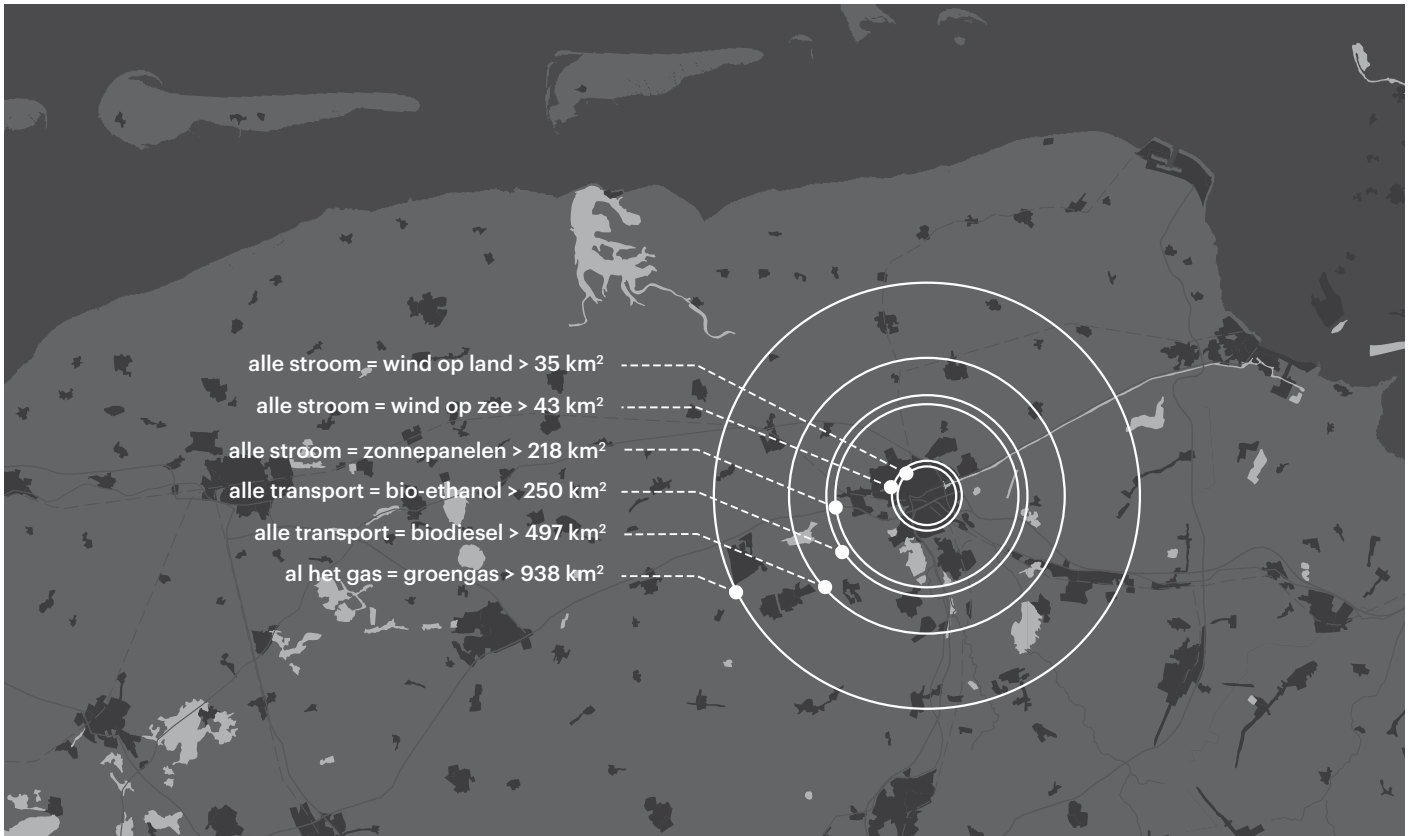 alle stroom = wind op land > 35 km²
alle stroom = wind op zee > 43 km²
alle stroom = zonnepanelen > 218 km²
alle transport = bio-ethanol > 250 km²
alle transport = biodiesel > 497 km²
al het gas = groengas > 938 km²